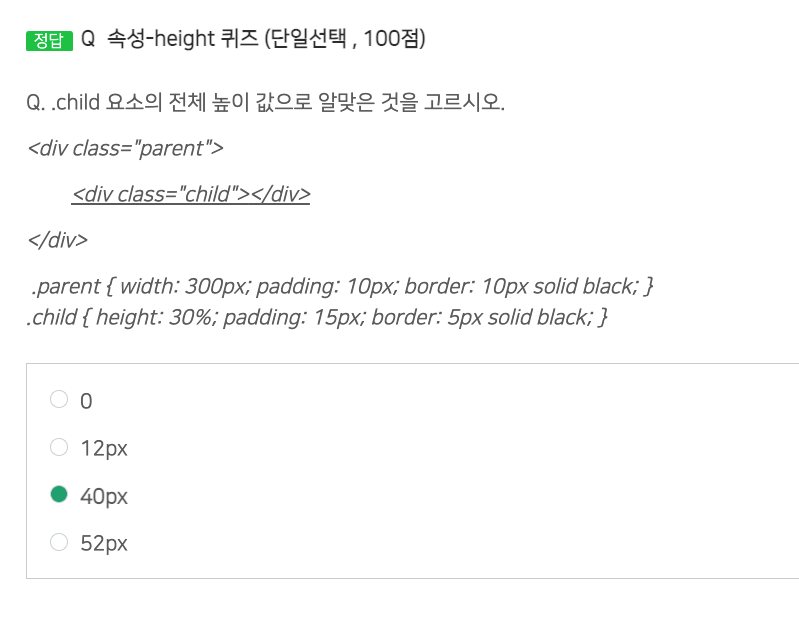 정답 Q 속성-height 퀴즈 (단일선택 , 100점)
Q. .child 요소의 전체 높이 값으로 알맞은 것을 고르시오.
<div class="parent">
<div class="child"></div>
</div>
.parent { width: 300px; padding: 10px; border: 10px solid black; }
.child { height: 30%; padding: 15px; border: 5px solid black; }
0
12px
40px
52px